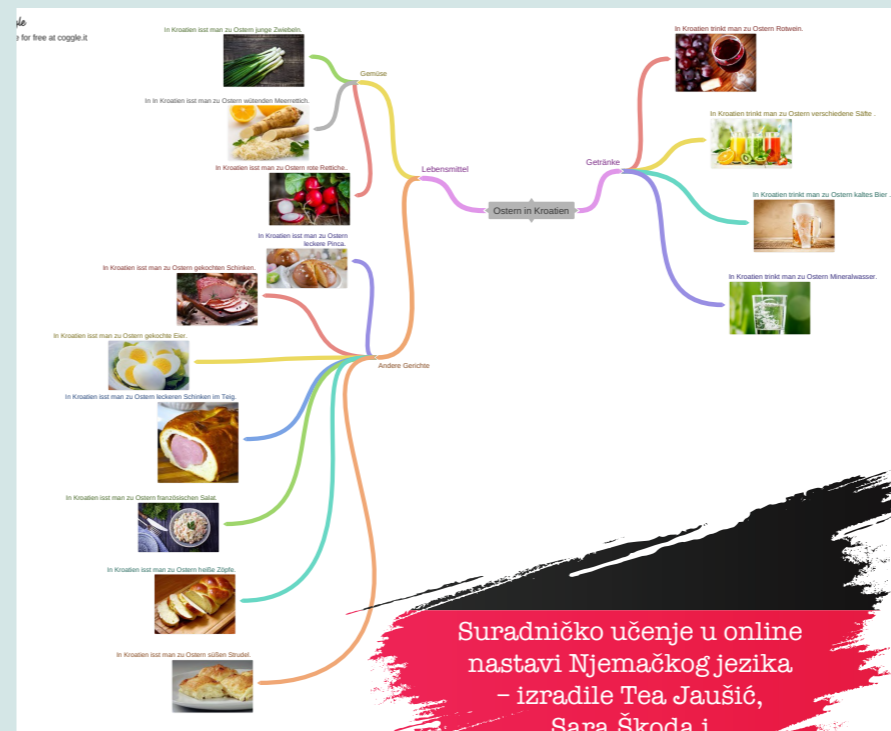 e for free at coggle.it
In Kroatien isst man zu Ostern junge Zwiebeln.
Gemüse
In In Kroatien isst man zu Ostern wütenden Meerrettich.
In Kroatien isst man zu Ostern rote Rettiche..
Lebensmittel
In Kroatien isst man zu Ostern
leckere Pinca.
In Kroatien isst man zu Ostern gekochten Schinken.
In Kroatien isst man zu Ostern gekochte Eier.
Andere Gerichte
In Kroatien isst man zu Ostern leckeren Schinken im Teig.
In Kroatien isst man zu Ostern französischen Salat.
In Kroatien isst man zu Ostern heiße Zöpfe.
In Kroatien isst man zu Ostern süßen Strudel.
Ostern in Kroatien
Getränke
In Kroatien trinkt man zu Ostern Rotwein.
In Kroatien trinkt man zu Ostern verschiedene Säfte .
In Kroatien trinkt man zu Ostern kaltes Bier .
In Kroatien trinkt man zu Ostern Mineralwasser.
Suradničko učenje u online
nastavi Njemačkog jezika
– izradile Tea Jaušić,
Sara Škoda i